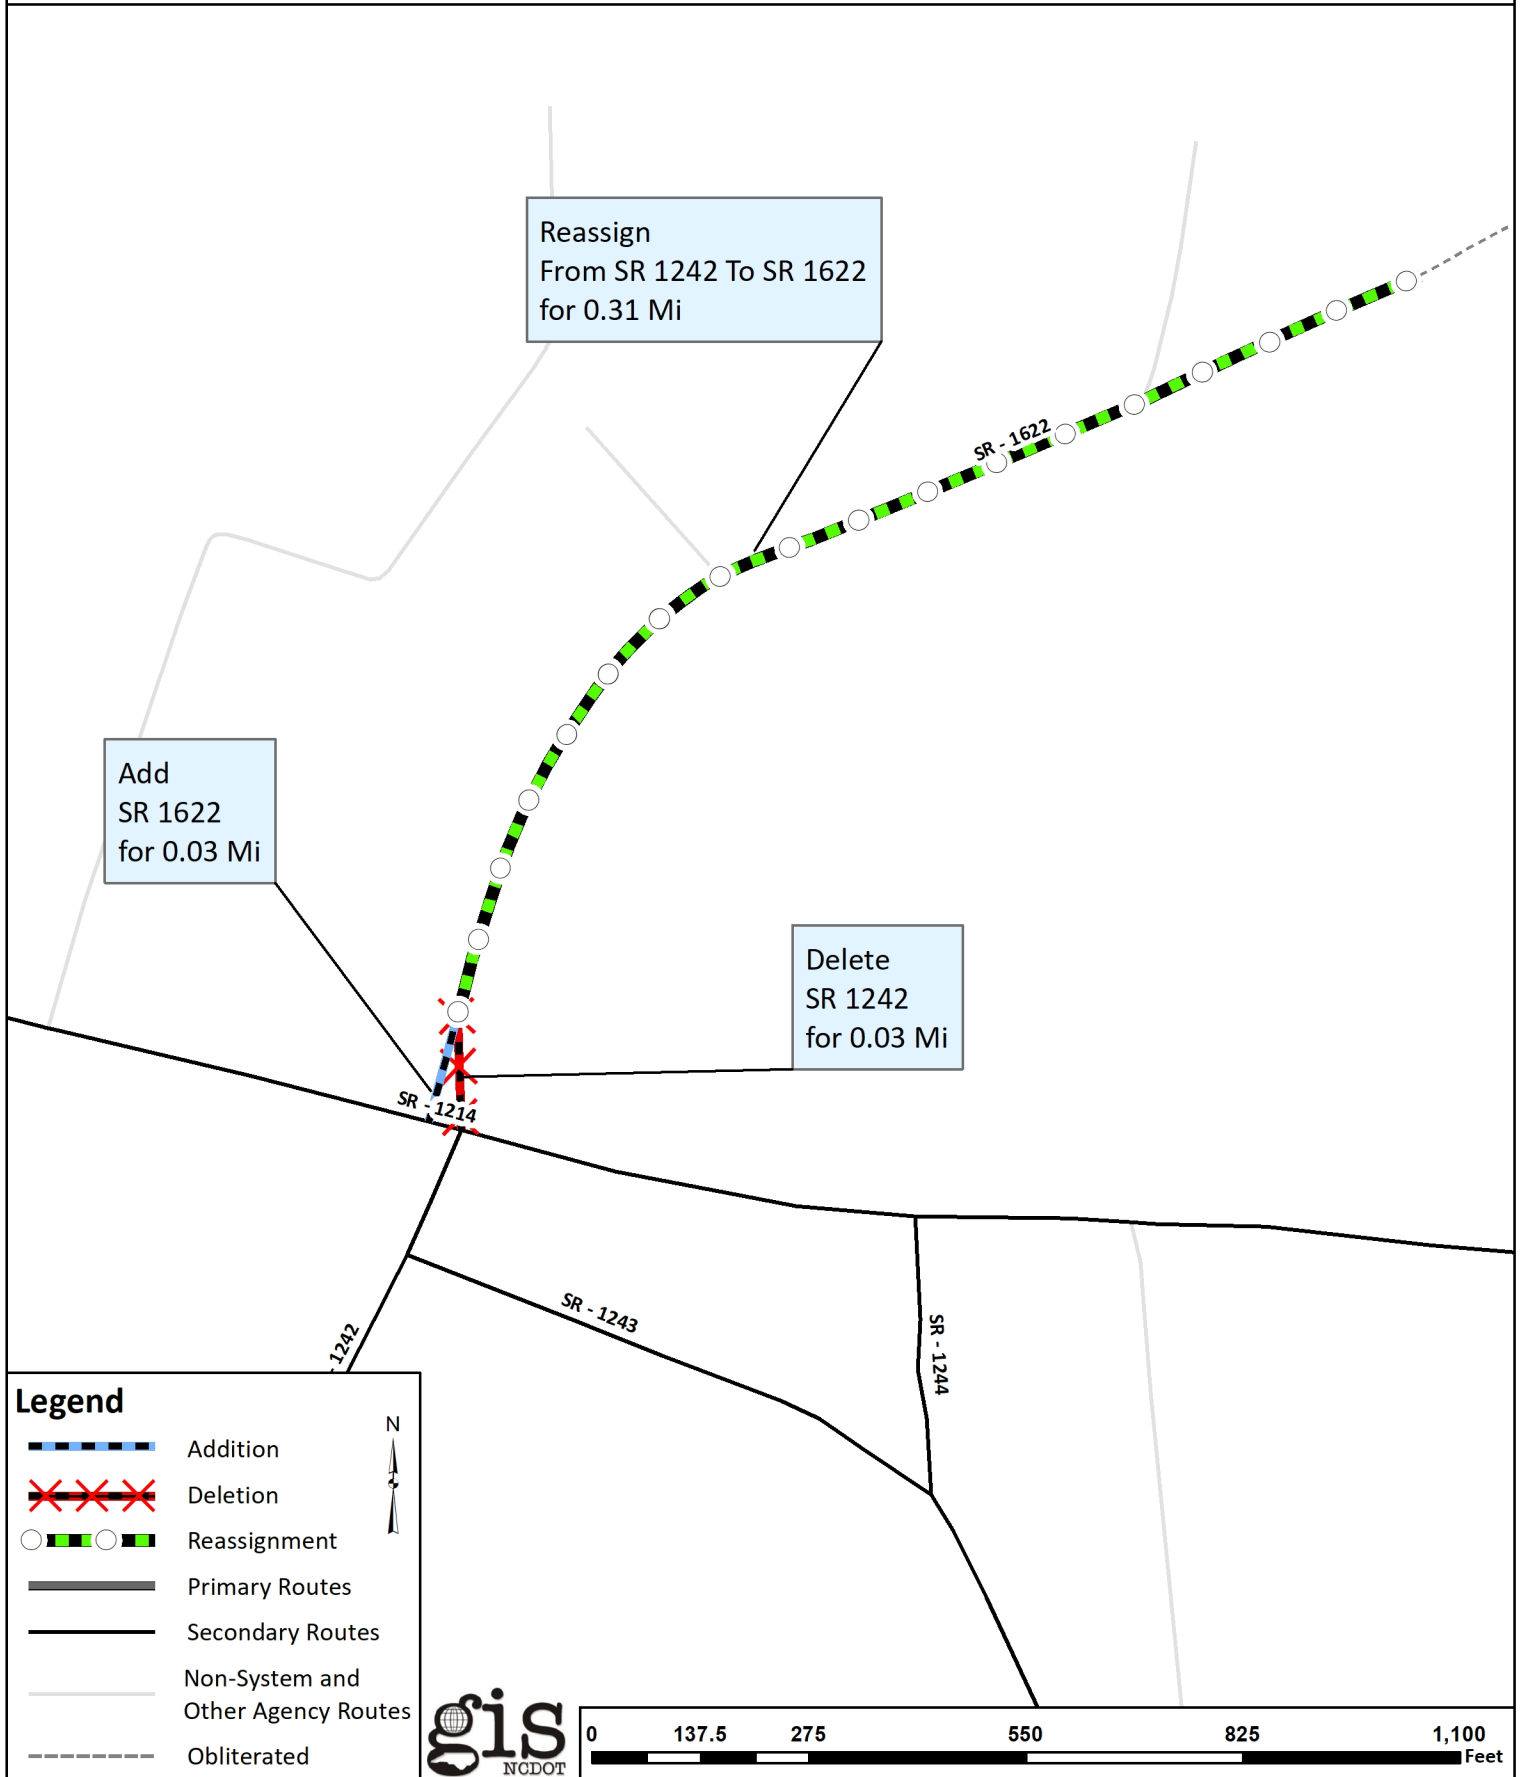 Reassign
From SR 1242 To SR 1622
for 0.31 Mi
SR - 1622
Add
SR 1622
for 0.03 Mi
Delete
SR 1242
for 0.03 Mi
SR - 1214
SR - 1243
SR - 1244
- 1242
Legend
N
Addition
Deletion
Reassignment
Primary Routes
Secondary Routes
Non-System and
Other Agency Routes
Obliterated
gis
NCDOT
0 137.5 275 550 825 1,100
Feet